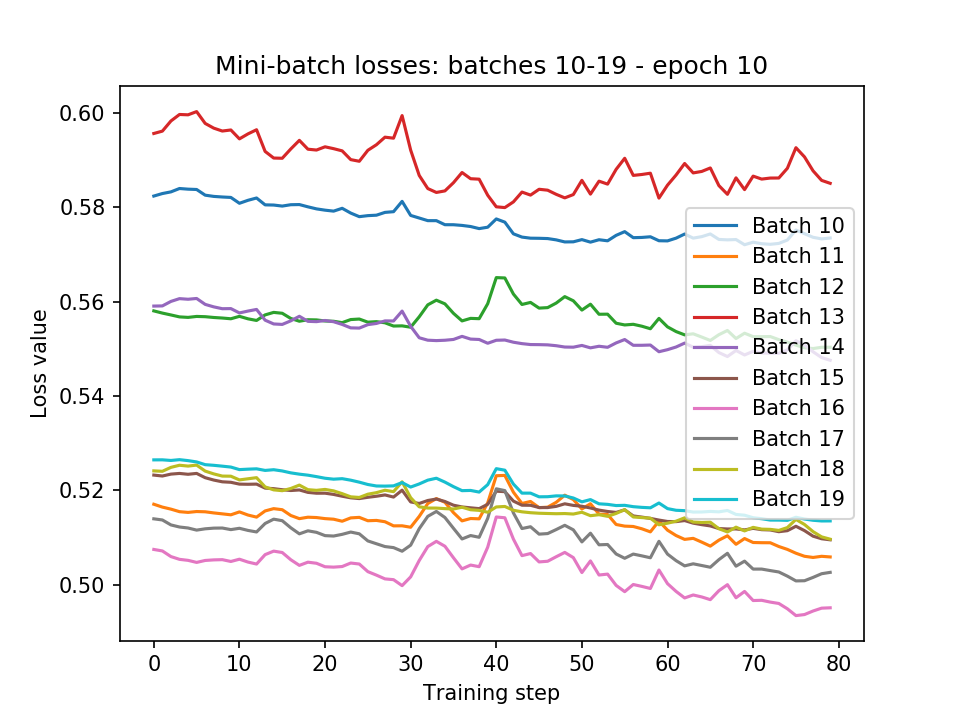 Mini-batch losses: batches 10-19 - epoch 10
0.60
0.58
0.56
0.54
0.52
0.50
Loss value
Batch 10
Batch 11
Batch 12
Batch 13
Batch 14
Batch 15
Batch 16
Batch 17
Batch 18
Batch 19
0 10 20 30 40 50 60 70 80
Training step